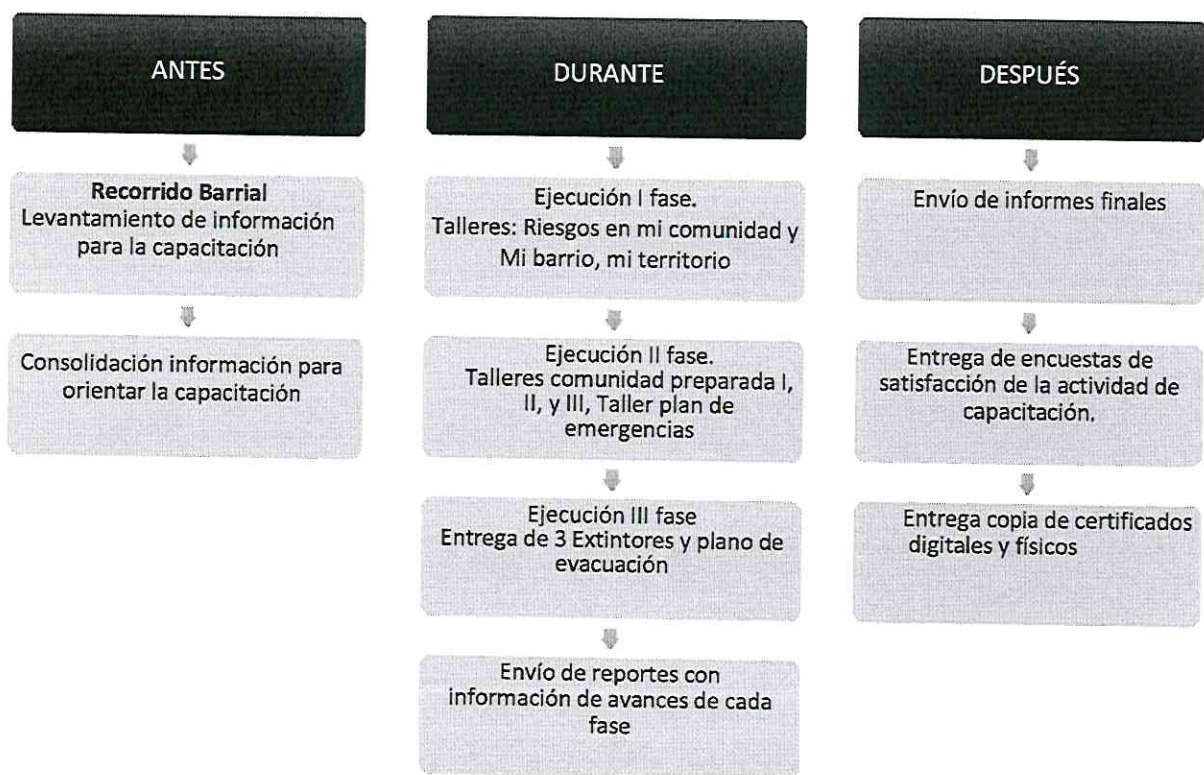 ANTES
Recorrido Barrial
Levantamiento de información
para la capacitación
Consolidación información para
orientar la capacitación
DURANTE
Ejecución I fase.
Talleres: Riesgos en mi comunidad y
Mi barrio, mi territorio
Ejecución II fase.
Talleres comunidad preparada I,
II, y III, Taller plan de
emergencias
Ejecución III fase
Entrega de 3 Extintores y plano de
evacuación
Envío de reportes con
información de avances de cada
fase
DESPUÉS
Envío de informes finales
Entrega de encuestas de
satisfacción de la actividad de
capacitación.
Entrega copia de certificados
digitales y físicos